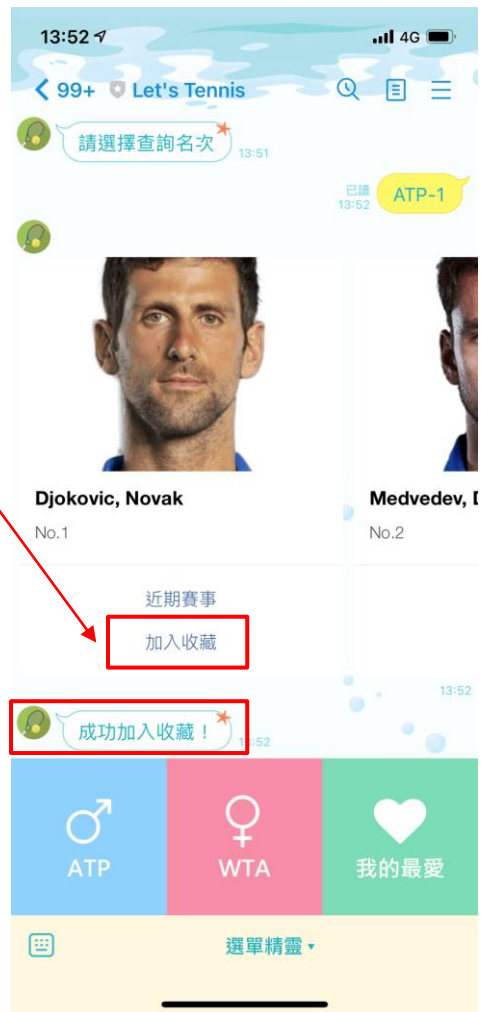 13:52
4G
99+ Let's Tennis
請選擇查詢名次
13:51
已讀
13:52
ATP-1
Djokovic, Novak
No.1
Medvedev, D
No.2
近期賽事
加入收藏
13:52
成功加入收藏！
13:52
ATP
WTA
我的最愛
選單精靈